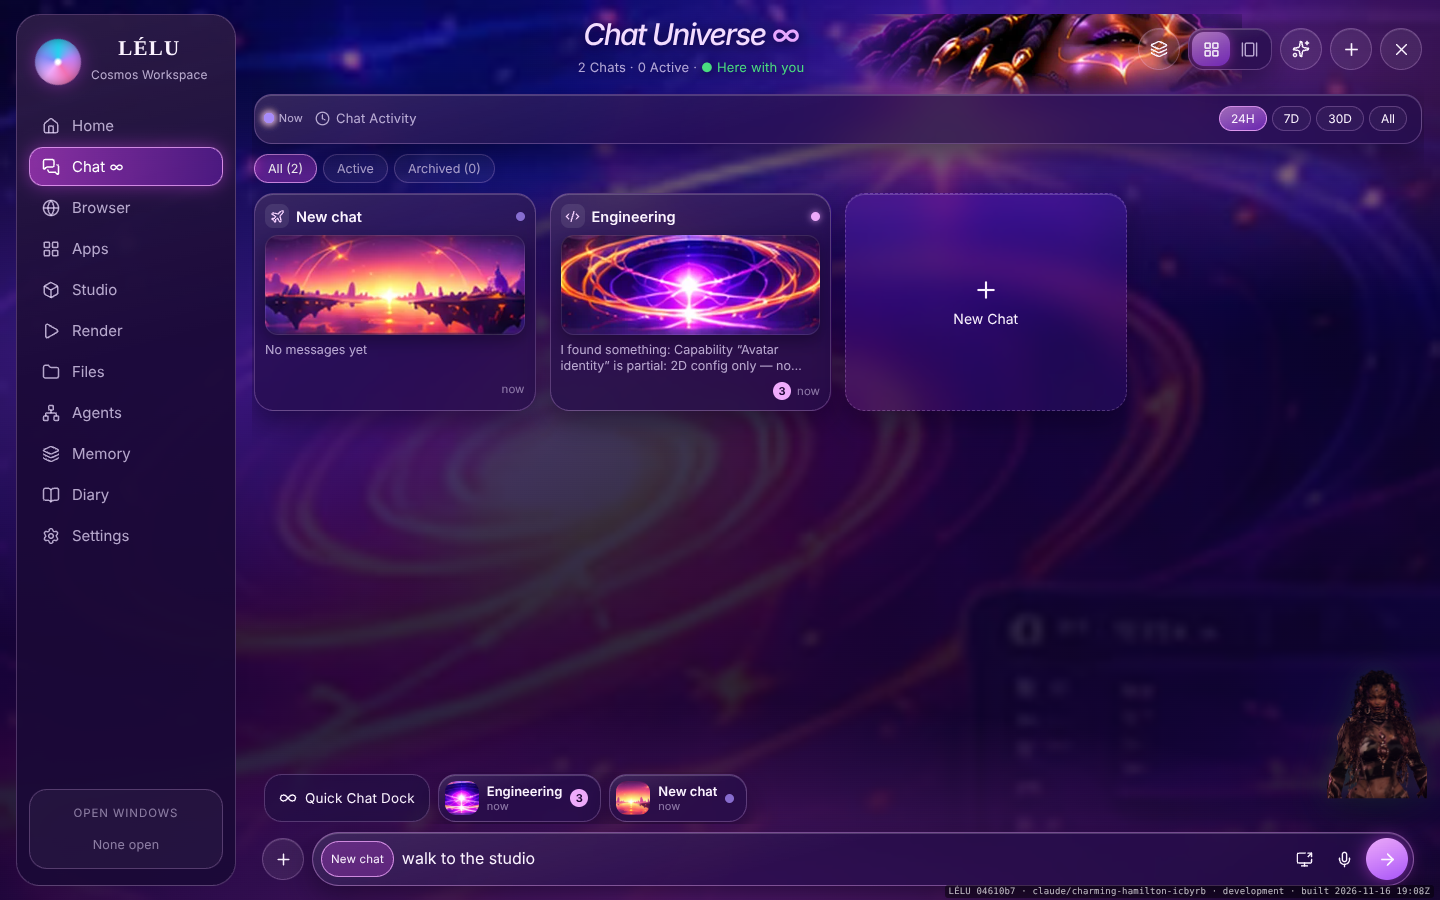 LÉLU
Cosmos Workspace
Home
Chat ∞
Browser
Apps
Studio
Render
Files
Agents
Memory
Diary
Settings
OPEN WINDOWS
None open
Chat Universe ∞
2 Chats · 0 Active · Here with you
Now
Chat Activity
24H
7D
30D
All
All (2)
Active
Archived (0)
New chat
No messages yet
now
Engineering
I found something: Capability “Avatar
identity” is partial: 2D config only — no...
3
now
New Chat
Quick Chat Dock
Engineering
now
3
New chat
now
New chat
walk to the studio
LÉLU 04610b7 · claude/charming-hamilton-icbyrb · development · built 2026-11-16 19:08Z